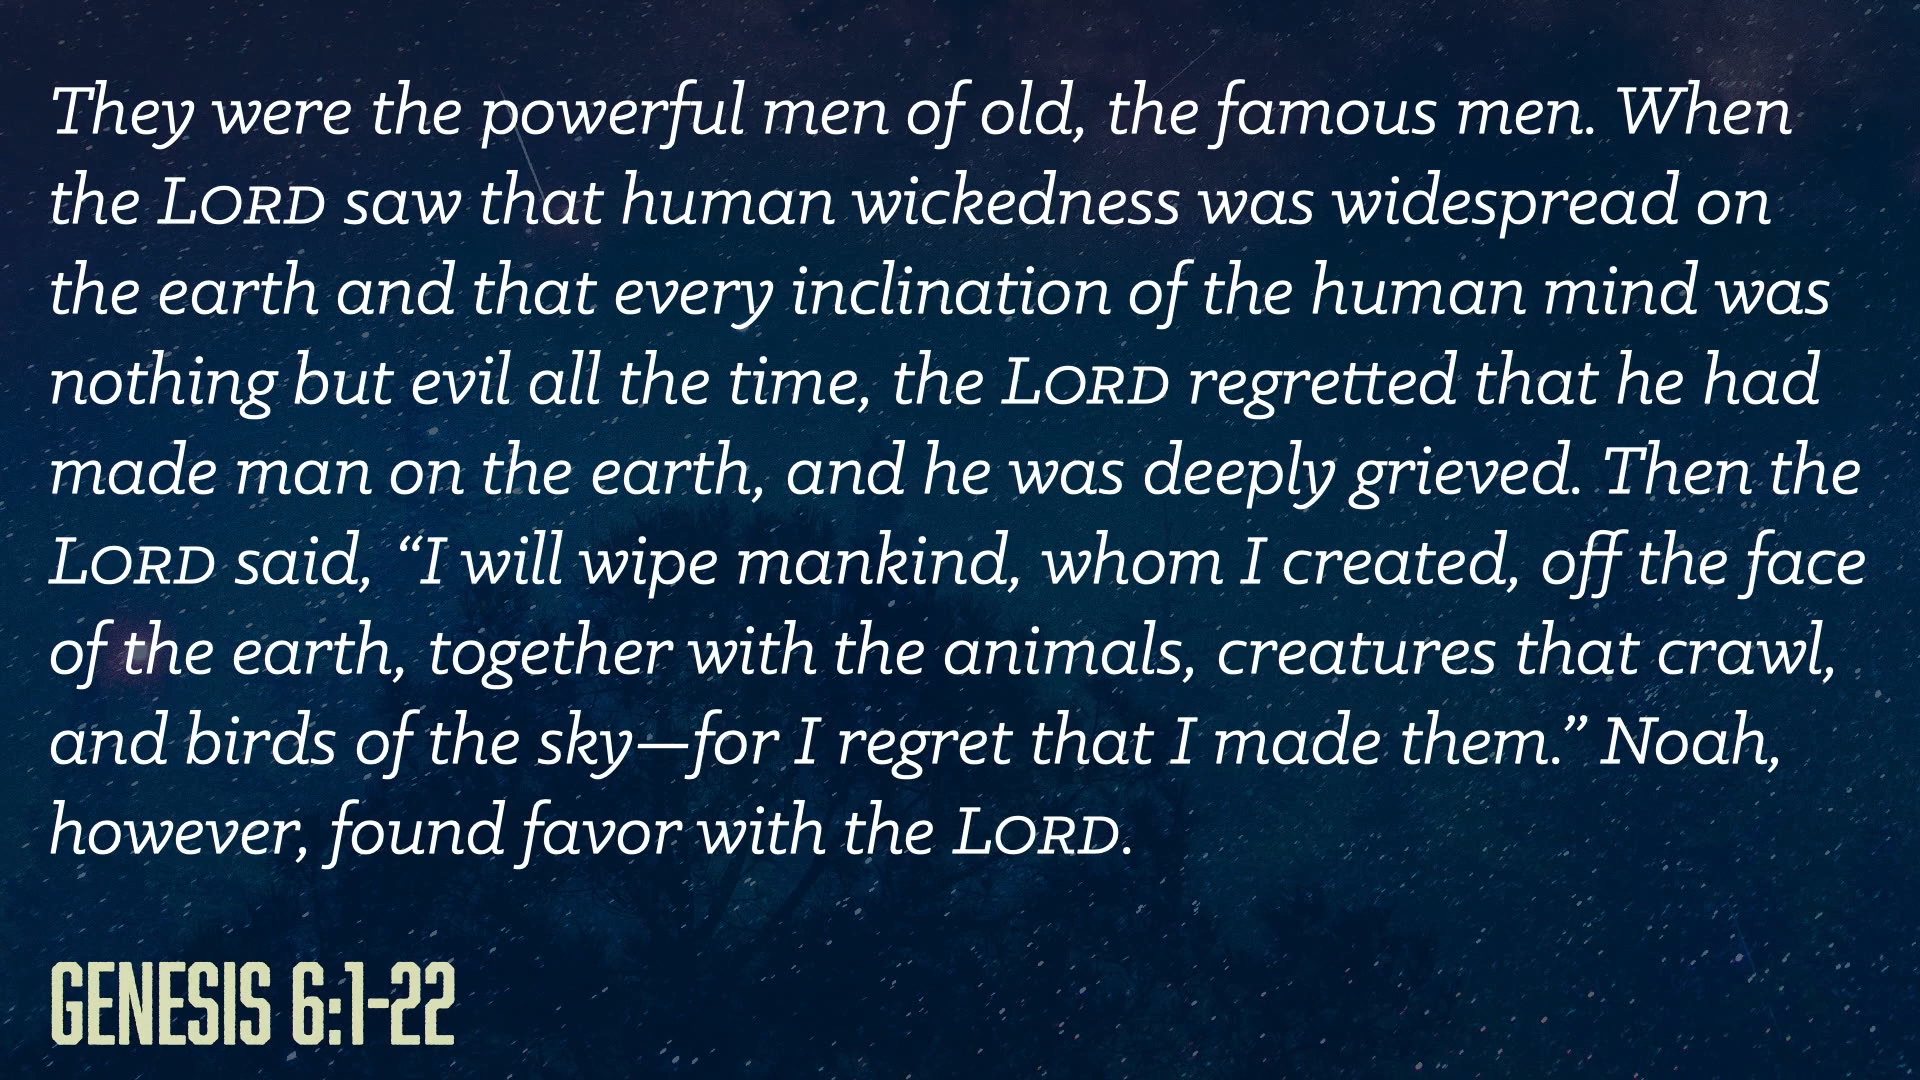 They were the powerful men of old, the famous men. When
the LORD saw that human wickedness was widespread on
the earth and that every inclination of the human mind was
nothing but evil all the time, the LORD regretted that he had
made man on the earth, and he was deeply grieved. Then the
LORD said, “I will wipe mankind, whom I created, off the face
of the earth, together with the animals, creatures that crawl,
and birds of the sky—for I regret that I made them.” Noah,
however, found favor with the LORD.
GENESIS 6:1-22